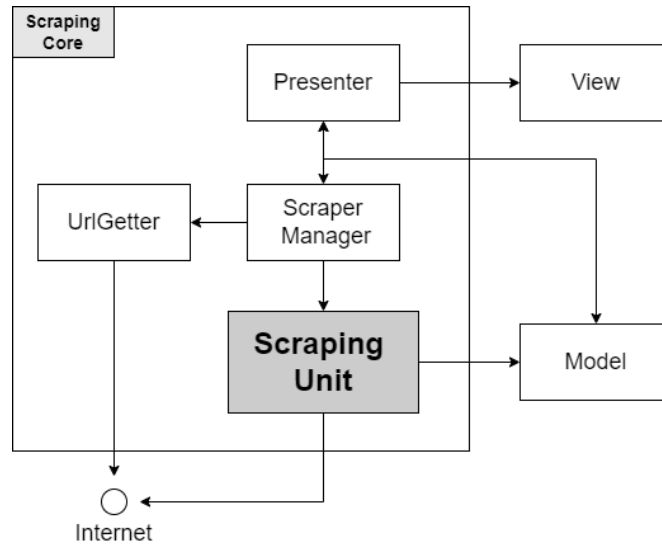 Scraping
Core
Presenter
View
UrlGetter
Scraper
Manager
Scraping
Unit
Model
Internet